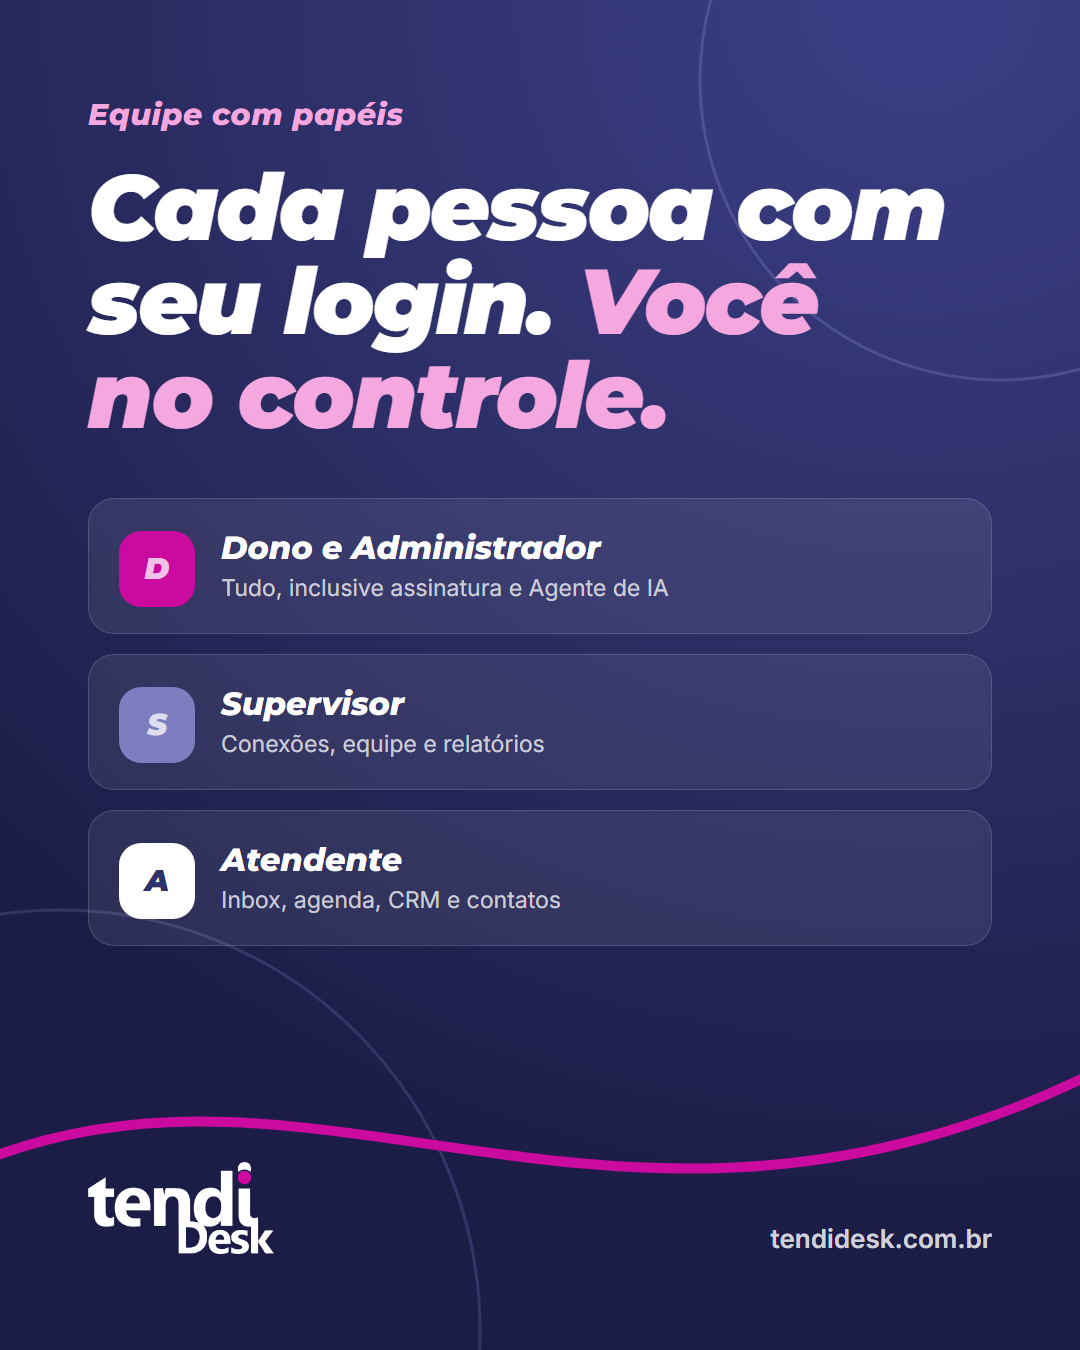 Equipe com papéis
Cada pessoa com
seu login. Você
no controle.
D
Dono e Administrador
Tudo, inclusive assinatura e Agente de IA
S
Supervisor
Conexões, equipe e relatórios
A
Atendente
Inbox, agenda, CRM e contatos
tendi
Desk
tendidesk.com.br